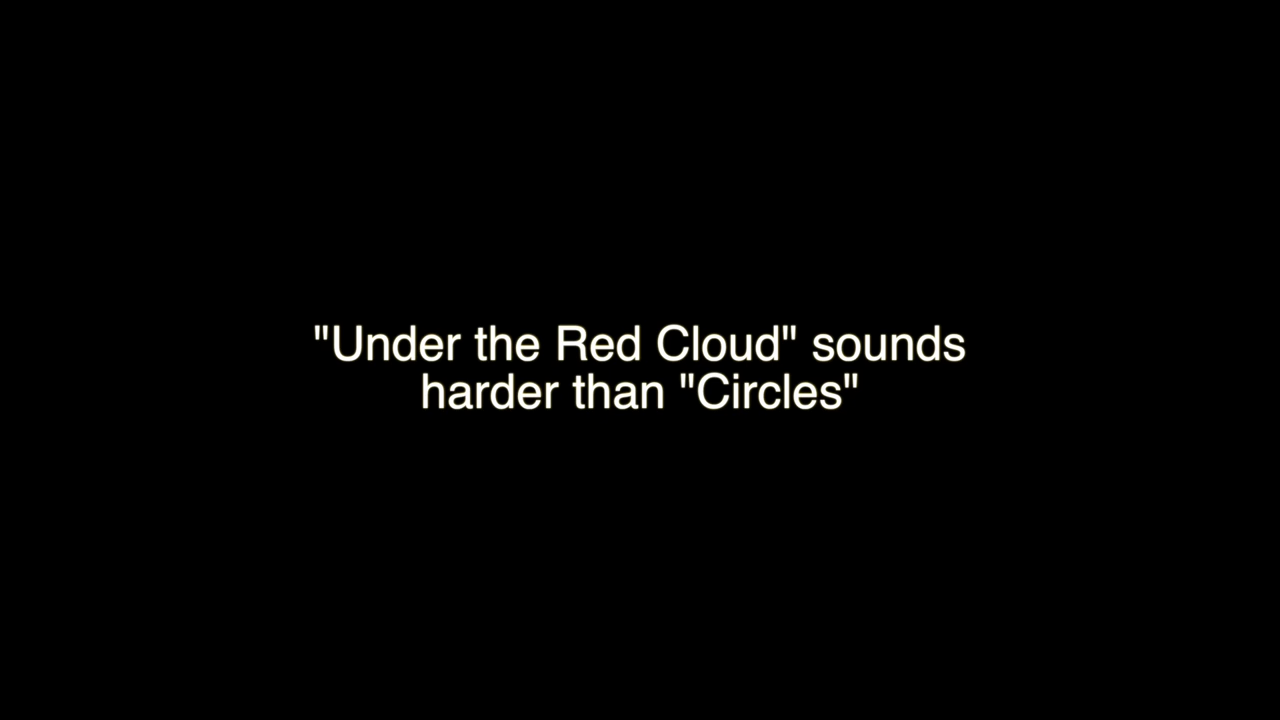 "Under the Red Cloud" sounds
harder than "Circles"